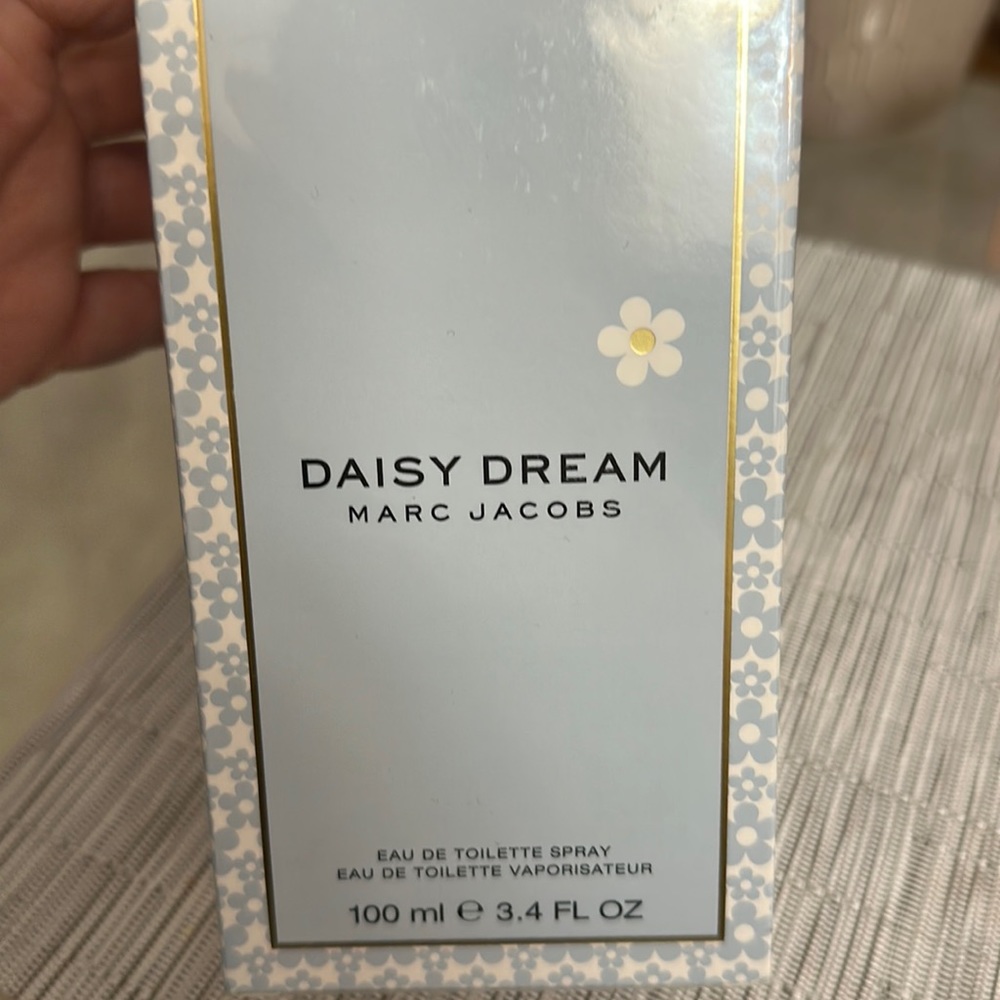 DAISY DREAM
MARC JACOBS
EAU DE TOILETTE SPRAY
EAU DE TOILETTE VAPORISATEUR
100 ml ℮ 3.4 FL OZ